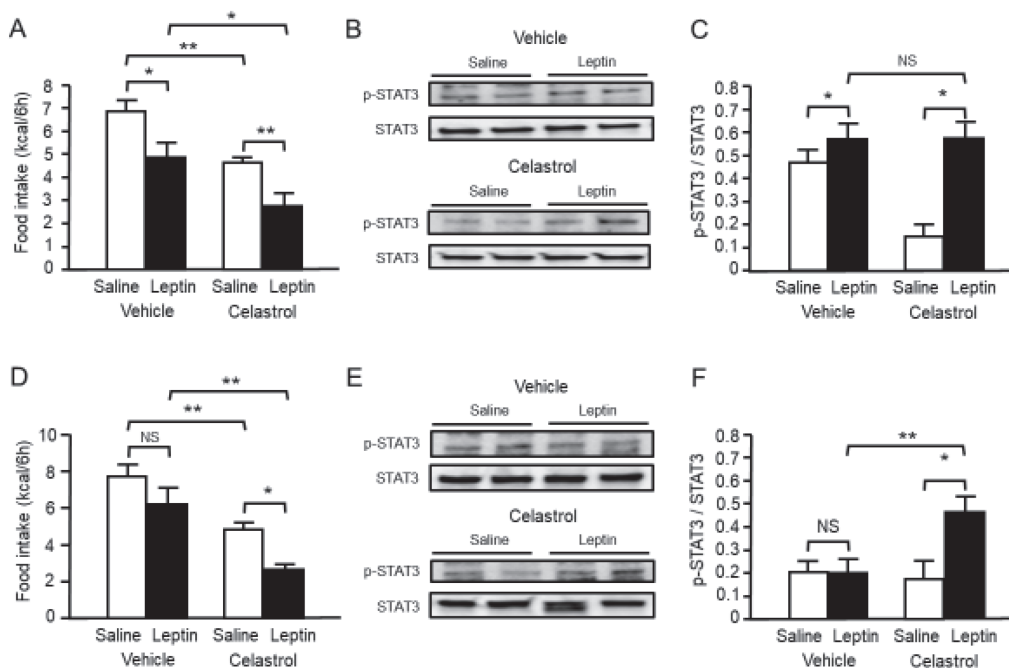 A
Food intake (kcal/6h)
8
7
6
5
4
3
2
1
0
*
**
*
**
Saline Leptin Saline Leptin
Vehicle Celastrol
B
Vehicle
Saline Leptin
p-STAT3
STAT3
Celastrol
Saline Leptin
p-STAT3
STAT3
C
p-STAT3 / STAT3
0.8
0.7
0.6
0.5
0.4
0.3
0.2
0.1
0
NS
* *
Saline Leptin Saline Leptin
Vehicle Celastrol
D
Food intake (kcal/6h)
10
8
6
4
2
0
**
**
NS
*
Saline Leptin Saline Leptin
Vehicle Celastrol
E
Vehicle
Saline Leptin
p-STAT3
STAT3
Celastrol
Saline Leptin
p-STAT3
STAT3
F
p-STAT3 / STAT3
0.8
0.7
0.6
0.5
0.4
0.3
0.2
0.1
0
**
*
NS
Saline Leptin Saline Leptin
Vehicle Celastrol